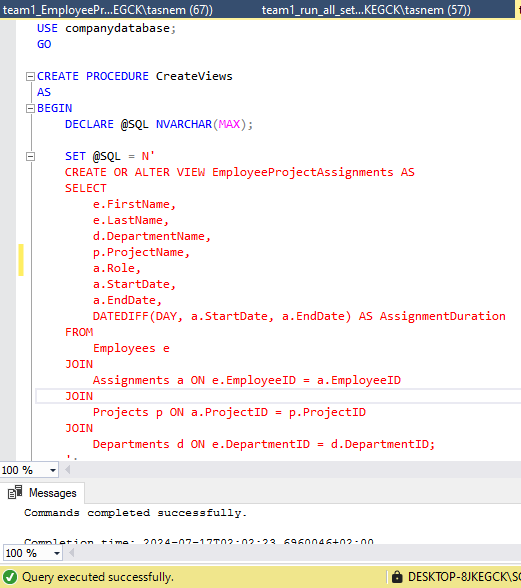 team1_EmployeePr...EGCK\tasnem (67))
team1_run_all_set...KEGCK\tasnem (57))
USE companydatabase;
GO
CREATE PROCEDURE CreateViews
AS
BEGIN
DECLARE @SQL NVARCHAR(MAX);
SET @SQL = N'
CREATE OR ALTER VIEW EmployeeProjectAssignments AS
SELECT
e.FirstName,
e.LastName,
d.DepartmentName,
p.ProjectName,
a.Role,
a.StartDate,
a.EndDate,
DATEDIFF(DAY, a.StartDate, a.EndDate) AS AssignmentDuration
FROM
Employees e
JOIN
Assignments a ON e.EmployeeID = a.EmployeeID
JOIN
Projects p ON a.ProjectID = p.ProjectID
JOIN
Departments d ON e.DepartmentID = d.DepartmentID;
';
100 %
Messages
Commands completed successfully.
Completion time: 2024-07-17T02:02:23.6960046+02:00
100 %
Query executed successfully.
DESKTOP-8JKEGCK\SQ